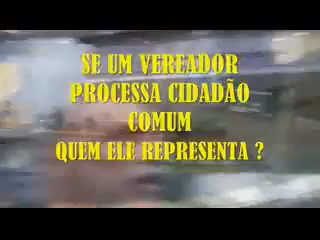 SE UM VEREADOR
PROCESSA CIDADÃO
COMUM
QUEM ELE REPRESENTA ?